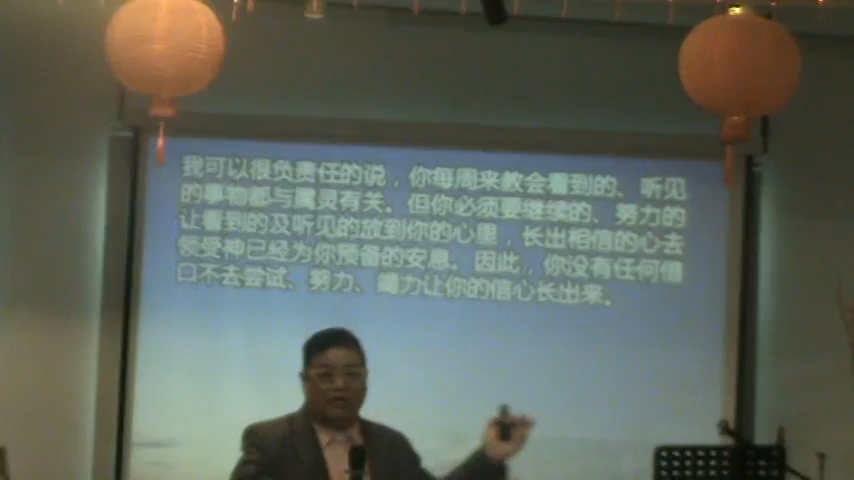 我可以很负责任的说，你每周来教会看到的、听见
的事物都与属灵有关。但你必须要继续的、努力的
让看到的及听见的放到你的心里，长出相信的心去
领受神已经为你预备的安息。因此，你没有任何借
口不去尝试、努力、竭力让你的信心长出来。